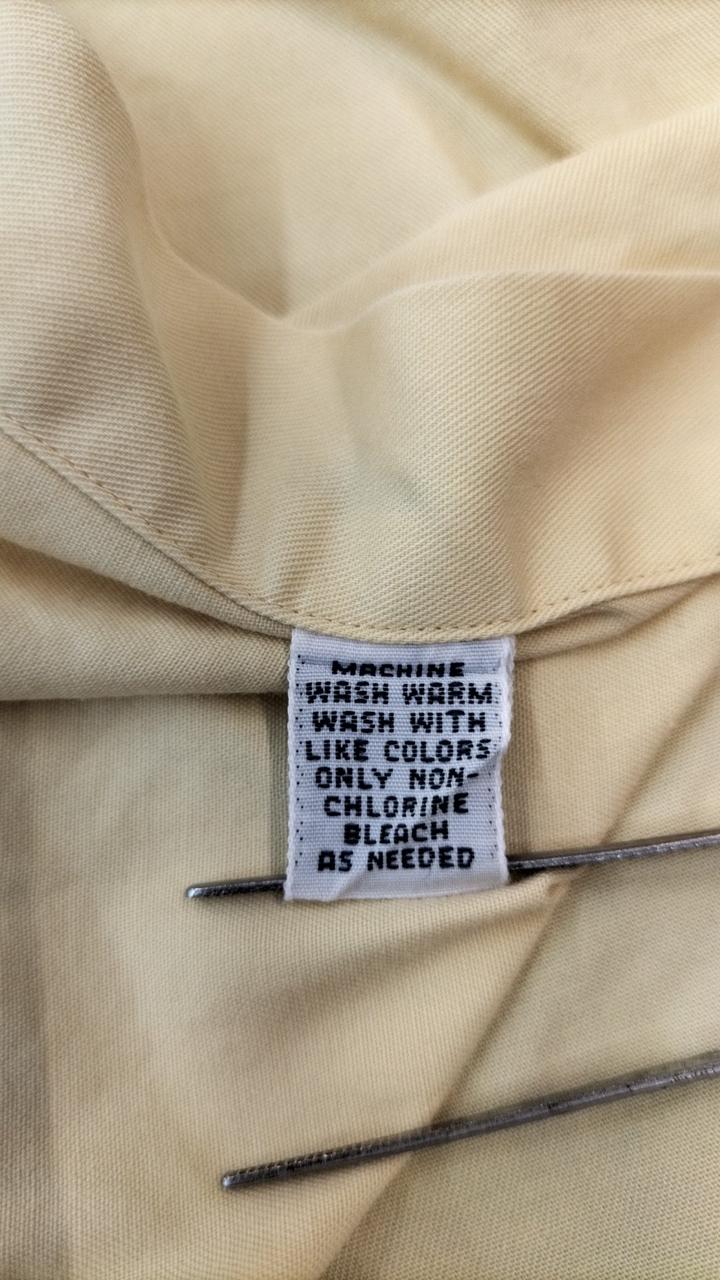 MACHINE
WASH WARM
WASH WITH
LIKE COLORS
ONLY NON-
CHLORINE
BLEACH
AS NEEDED